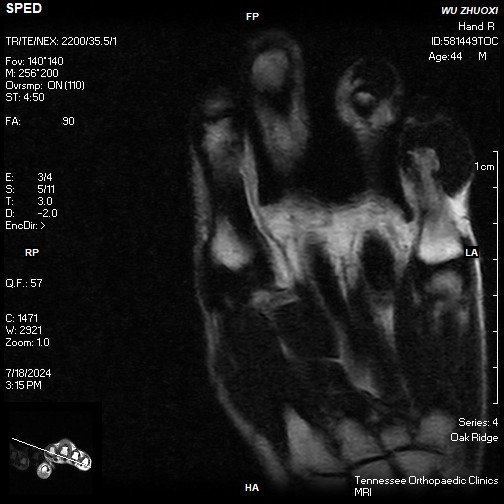 SPED
FP
WU ZHUOXI
Hand R
ID:581449TOC
Age:44 M
TR/TE/NEX: 2200/35.5/1
Fov: 140*140
M: 256*200
Ovrsmp: ON (110)
ST: 4:50
FA: 90
1cm
E: 3/4
S: 5/11
T: 3.0
D: -2.0
EncDir: >
RP
LA
Q.F.: 57
C: 1471
W: 2921
Zoom: 1.0
7/18/2024
3:15 PM
Series: 4
Oak Ridge
Tennessee Orthopaedic Clinics
MRI
HA